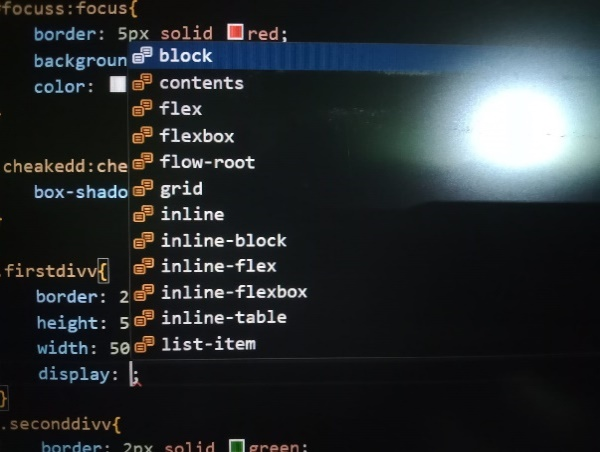 focuss:focus{
border: 5px solid red;
backgroun
color:
cheakedd:che
box-shado
.firstdivv{
border: 2
height: 5
width: 50
display: ;
}
.seconddivv{
border: 2px solid green;
block
contents
flex
flexbox
flow-root
grid
inline
inline-block
inline-flex
inline-flexbox
inline-table
list-item